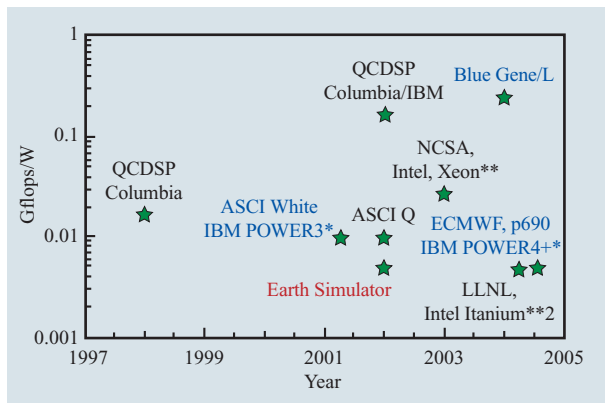 1
QCDSP
Columbia/IBM
Blue Gene/L
0.1
NCSA,
Intel, Xeon**
QCDSP
Columbia
ASCI White
IBM POWER3*
ASCI Q
ECMWF, p690
IBM POWER4+*
0.01
Earth Simulator
LLNL,
Intel Itanium**2
0.001
Gflops/W
1997
1999
2001
2003
2005
Year